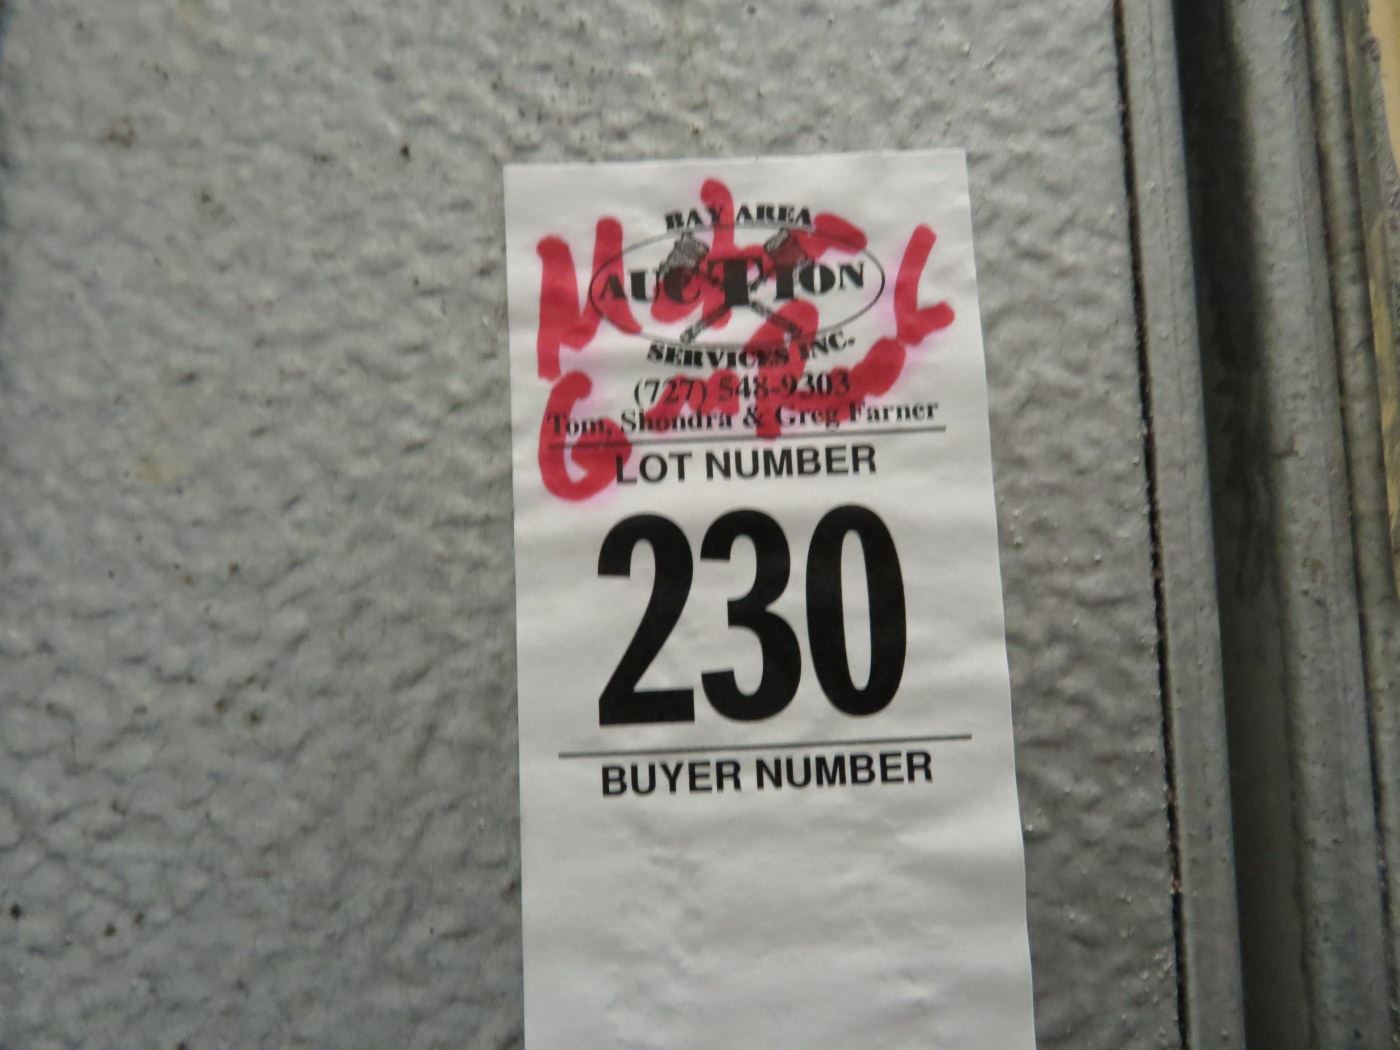 BAY AREA
AUCTION
SERVICES INC.
(727) 548-9303
Tom, Shondra & Greg Farner
LOT NUMBER
230
BUYER NUMBER